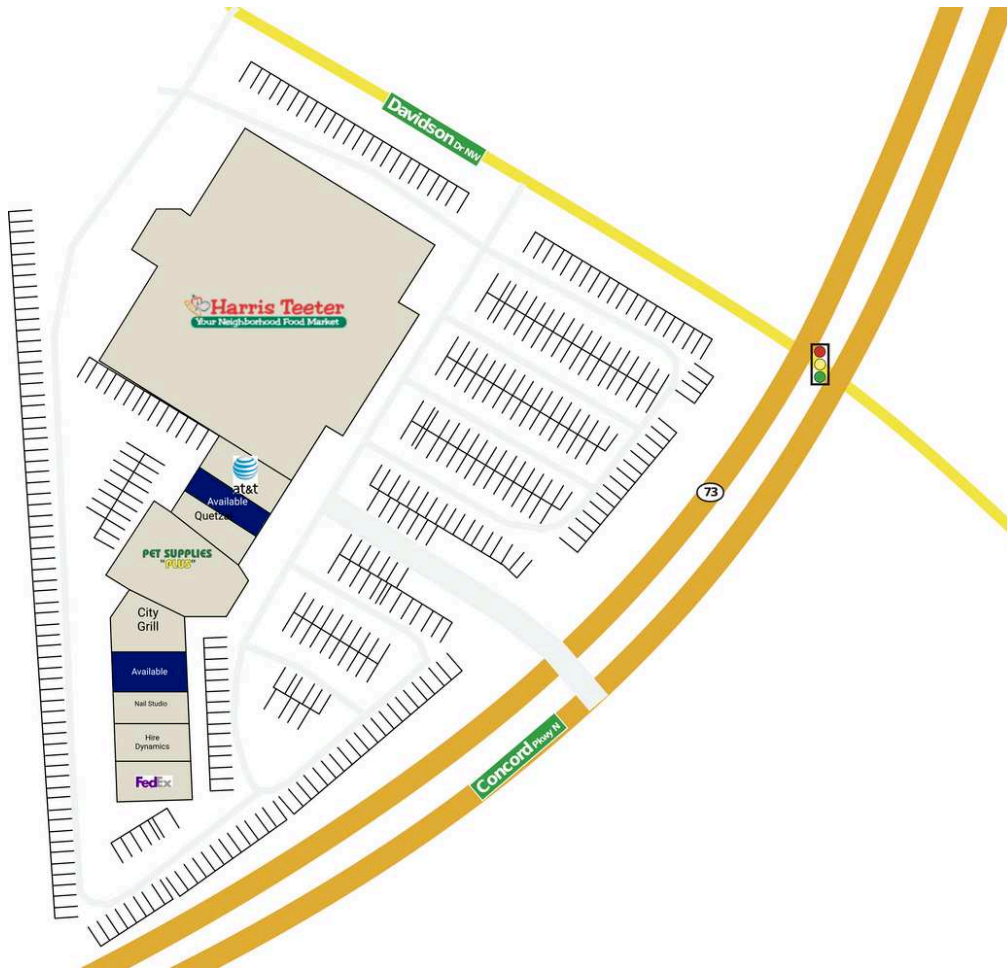 Davidson Dr NW
Harris Teeter
Your Neighborhood Food Market
73
at&t
Available
Quetzal
PET SUPPLIES
"PLUS"
City
Grill
Available
Nail Studio
Hire
Dynamics
FedEx
Concord Pkwy N